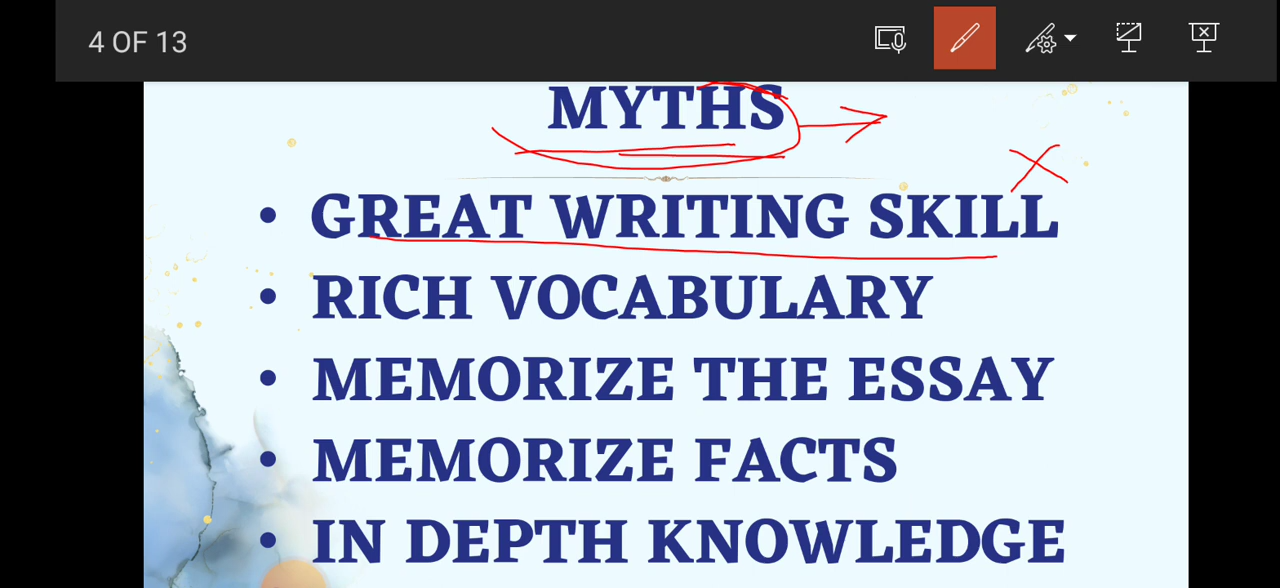 4 OF 13
MYTHS
• GREAT WRITING SKILL
• RICH VOCABULARY
• MEMORIZE THE ESSAY
• MEMORIZE FACTS
• IN DEPTH KNOWLEDGE